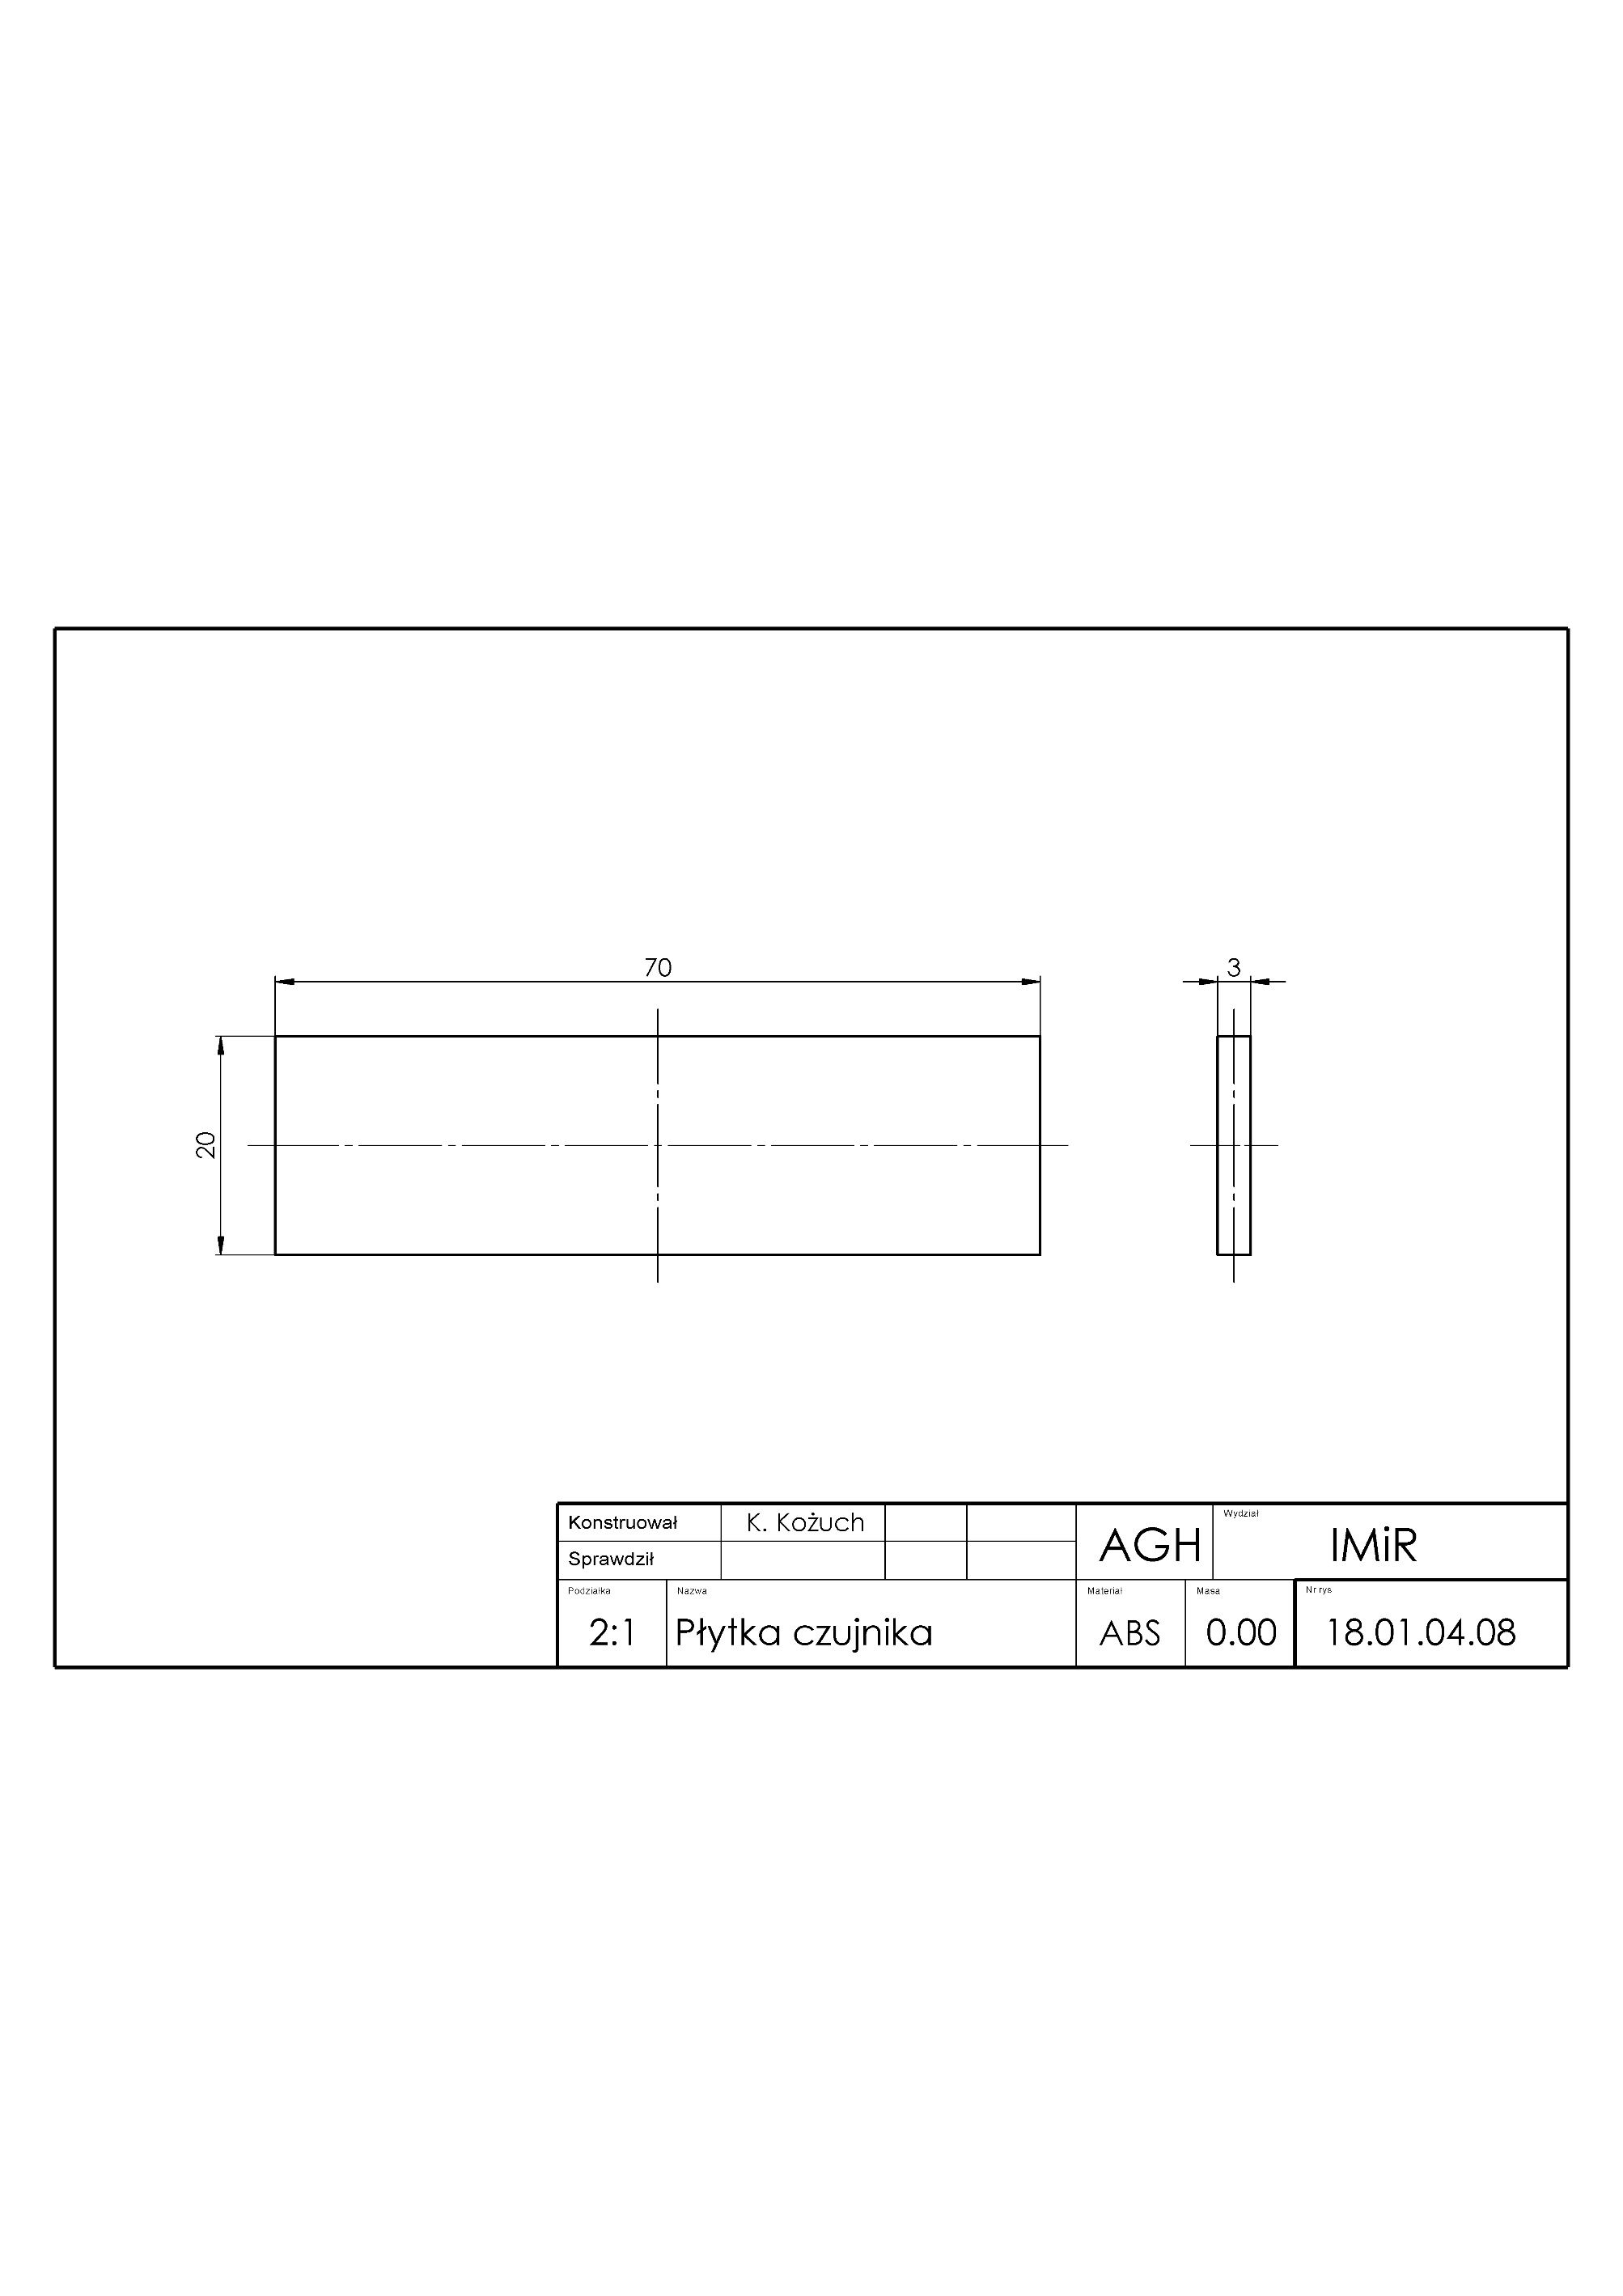 70
3
20
Konstruował K. Kożuch
Sprawdził
AGH
Wydział
IMiR
Podziałka
2:1
Nazwa
Płytka czujnika
Materiał
ABS
Masa
0.00
Nr rys
18.01.04.08